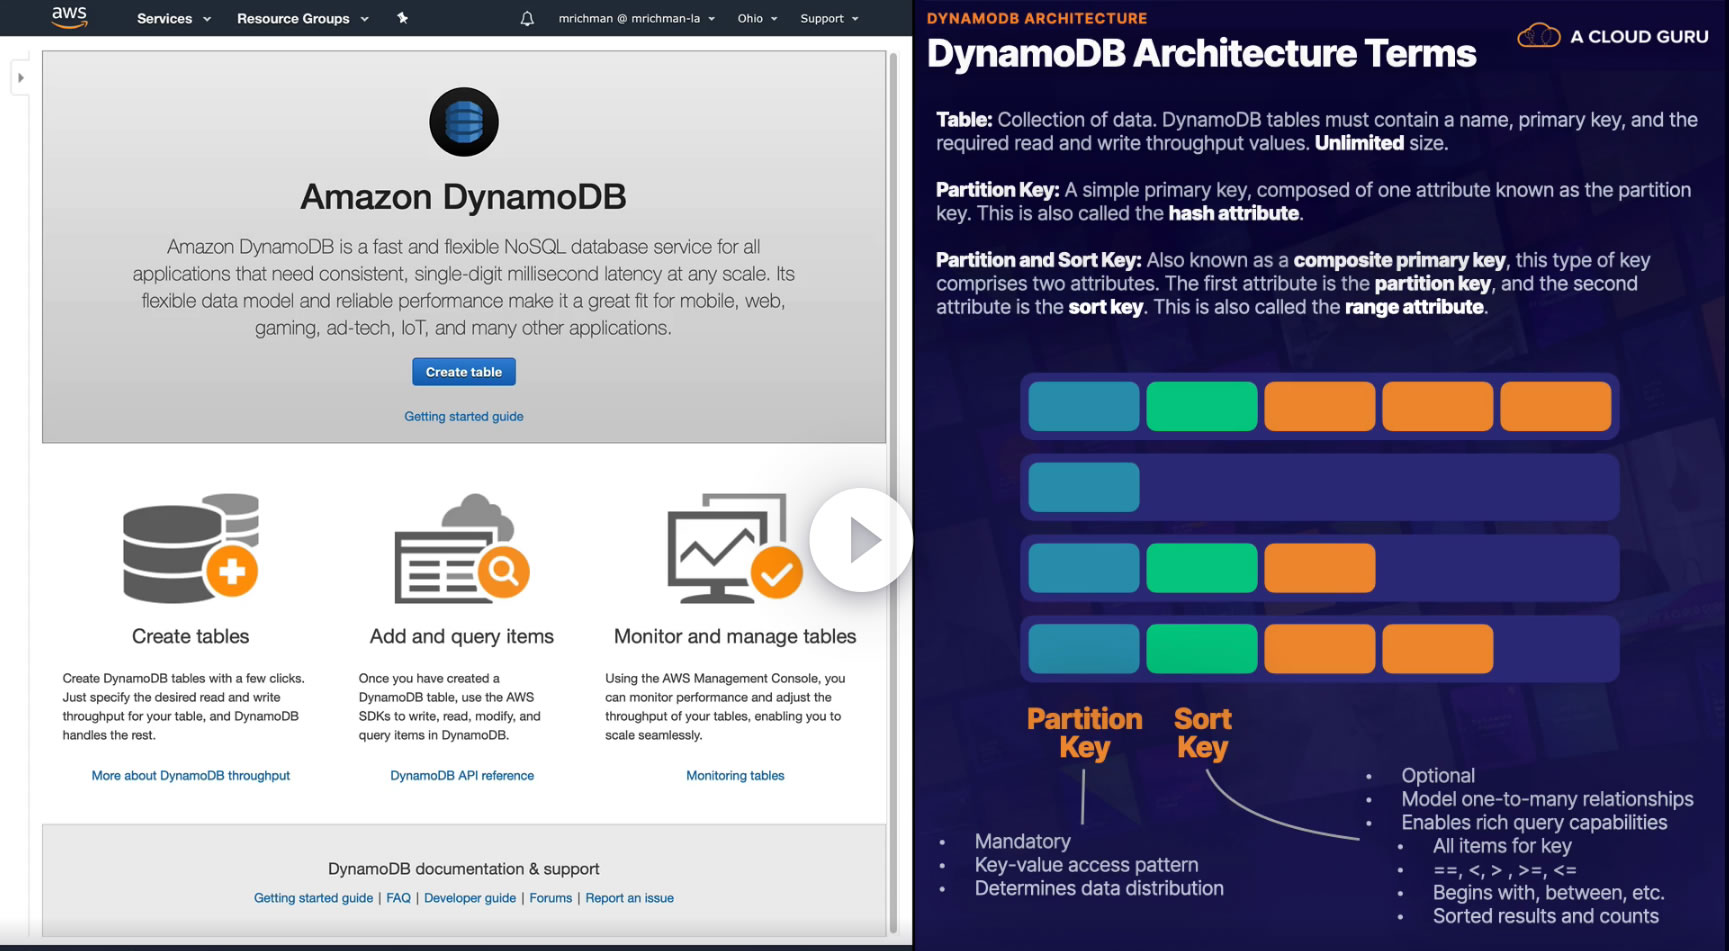 aws Services Resource Groups mrichman @ mrichman-la Ohio Support
Amazon DynamoDB
Amazon DynamoDB is a fast and flexible NoSQL database service for all
applications that need consistent, single-digit millisecond latency at any scale. Its
flexible data model and reliable performance make it a great fit for mobile, web,
gaming, ad-tech, IoT, and many other applications.
Create table
Getting started guide
Create tables
Create DynamoDB tables with a few clicks.
Just specify the desired read and write
throughput for your table, and DynamoDB
handles the rest.
More about DynamoDB throughput
Add and query items
Once you have created a
DynamoDB table, use the AWS
SDKs to write, read, modify, and
query items in DynamoDB.
DynamoDB API reference
Monitor and manage tables
Using the AWS Management Console, you
can monitor performance and adjust the
throughput of your tables, enabling you to
scale seamlessly.
Monitoring tables
DynamoDB documentation & support
Getting started guide | FAQ | Developer guide | Forums | Report an issue
DYNAMODB ARCHITECTURE
DynamoDB Architecture Terms
A CLOUD GURU
Table: Collection of data. DynamoDB tables must contain a name, primary key, and the
required read and write throughput values. Unlimited size.
Partition Key: A simple primary key, composed of one attribute known as the partition
key. This is also called the hash attribute.
Partition and Sort Key: Also known as a composite primary key, this type of key
comprises two attributes. The first attribute is the partition key, and the second
attribute is the sort key. This is also called the range attribute.
Partition
Key
Sort
Key
• Mandatory
• Key-value access pattern
• Determines data distribution
• Optional
• Model one-to-many relationships
• Enables rich query capabilities
• All items for key
• ==, <, > , >=, <=
• Begins with, between, etc.
• Sorted results and counts